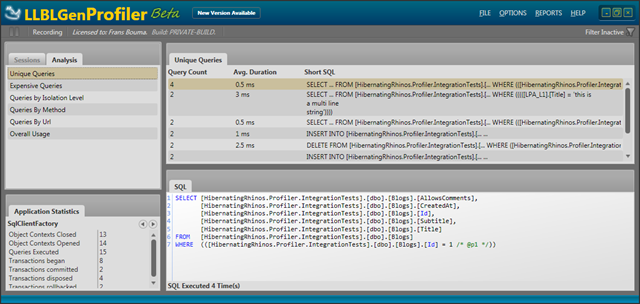 LLBLGenProfiler Beta
New Version Available
FILE OPTIONS REPORTS HELP
Recording Licensed to: Frans Bouma. Build: PRIVATE-BUILD.
Filter Inactive
Sessions Analysis
Unique Queries
Expensive Queries
Queries by Isolation Level
Queries By Method
Queries By Url
Overall Usage
Unique Queries
Query Count Avg. Duration Short SQL
4 0.5 ms SELECT ... FROM [HibernatingRhinos.Profiler.IntegrationTests].[... WHERE (([HibernatingRhinos.Profiler.Integration
2 3 ms SELECT ... FROM [HibernatingRhinos.Profiler.IntegrationTests].[... WHERE ((([LPA_L1].[Title] = 'this is
a multi line
string'))))
2 0.5 ms SELECT ... FROM [HibernatingRhinos.Profiler.IntegrationTests].[... WHERE (([HibernatingRhinos.Profiler.Integration
2 1 ms INSERT INTO [HibernatingRhinos.Profiler.IntegrationTests].[... ...
2 2.5 ms DELETE FROM [HibernatingRhinos.Profiler.IntegrationTests].[... WHERE ([HibernatingRhinos.Profiler.Integration
2 INSERT INTO [HibernatingRhinos.Profiler.IntegrationTests].[... ...
Application Statistics
SqlClientFactory
Object Contexts Closed 13
Object Contexts Opened 14
Queries Executed 15
Transactions began 8
Transactions committed 2
Transactions disposed 4
Transactions rollbacked 2
SQL
1 SELECT [HibernatingRhinos.Profiler.IntegrationTests].[dbo].[Blogs].[AllowsComments],
2 [HibernatingRhinos.Profiler.IntegrationTests].[dbo].[Blogs].[CreatedAt],
3 [HibernatingRhinos.Profiler.IntegrationTests].[dbo].[Blogs].[Id],
4 [HibernatingRhinos.Profiler.IntegrationTests].[dbo].[Blogs].[Subtitle],
5 [HibernatingRhinos.Profiler.IntegrationTests].[dbo].[Blogs].[Title]
6 FROM [HibernatingRhinos.Profiler.IntegrationTests].[dbo].[Blogs]
7 WHERE (([HibernatingRhinos.Profiler.IntegrationTests].[dbo].[Blogs].[Id] = 1 /* @p1 */))
SQL Executed 4 Time(s)